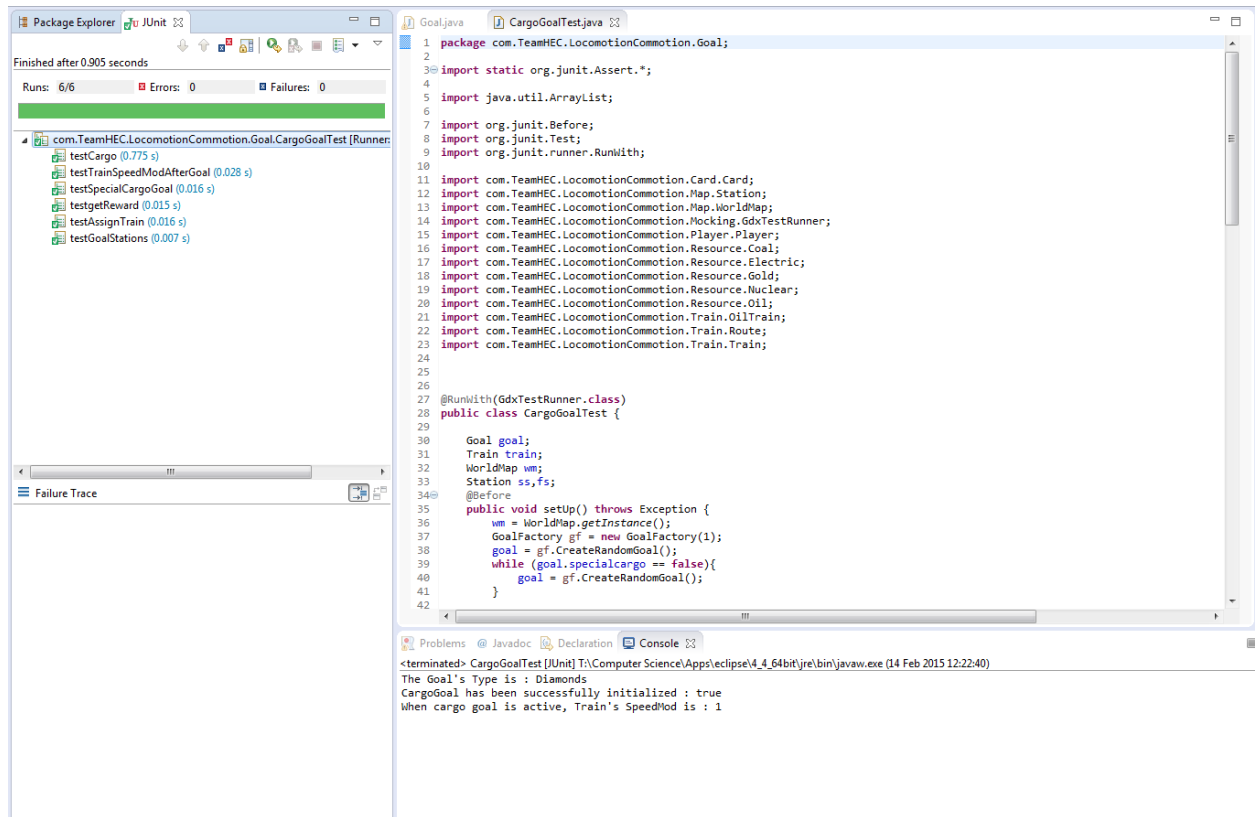 Package Explorer JUnit
Finished after 0.905 seconds
Runs: 6/6 Errors: 0 Failures: 0
com.TeamHEC.LocomotionCommotion.Goal.CargoGoalTest [Runner:
testCargo (0.775 s)
testTrainSpeedModAfterGoal (0.028 s)
testSpecialCargoGoal (0.016 s)
testgetReward (0.015 s)
testAssignTrain (0.016 s)
testGoalStations (0.007 s)
Failure Trace
Goal.java CargoGoalTest.java
1 package com.TeamHEC.LocomotionCommotion.Goal;
2
3 import static org.junit.Assert.*;
4
5 import java.util.ArrayList;
6
7 import org.junit.Before;
8 import org.junit.Test;
9 import org.junit.runner.RunWith;
10
11 import com.TeamHEC.LocomotionCommotion.Card.Card;
12 import com.TeamHEC.LocomotionCommotion.Map.Station;
13 import com.TeamHEC.LocomotionCommotion.Map.WorldMap;
14 import com.TeamHEC.LocomotionCommotion.Mocking.GdxTestRunner;
15 import com.TeamHEC.LocomotionCommotion.Player.Player;
16 import com.TeamHEC.LocomotionCommotion.Resource.Coal;
17 import com.TeamHEC.LocomotionCommotion.Resource.Electric;
18 import com.TeamHEC.LocomotionCommotion.Resource.Gold;
19 import com.TeamHEC.LocomotionCommotion.Resource.Nuclear;
20 import com.TeamHEC.LocomotionCommotion.Resource.Oil;
21 import com.TeamHEC.LocomotionCommotion.Train.OilTrain;
22 import com.TeamHEC.LocomotionCommotion.Train.Route;
23 import com.TeamHEC.LocomotionCommotion.Train.Train;
24
25
26
27 @RunWith(GdxTestRunner.class)
28 public class CargoGoalTest {
29
30 Goal goal;
31 Train train;
32 WorldMap wm;
33 Station ss,fs;
34 @Before
35 public void setUp() throws Exception {
36 wm = WorldMap.getInstance();
37 GoalFactory gf = new GoalFactory(1);
38 goal = gf.CreateRandomGoal();
39 while (goal.specialcargo == false){
40 goal = gf.CreateRandomGoal();
41 }
42
Problems @ Javadoc Declaration Console
<terminated> CargoGoalTest [JUnit] T:\Computer Science\Apps\eclipse\4_4_64bit\jre\bin\javaw.exe (14 Feb 2015 12:22:40)
The Goal's Type is : Diamonds
CargoGoal has been successfully initialized : true
When cargo goal is active, Train's SpeedMod is : 1